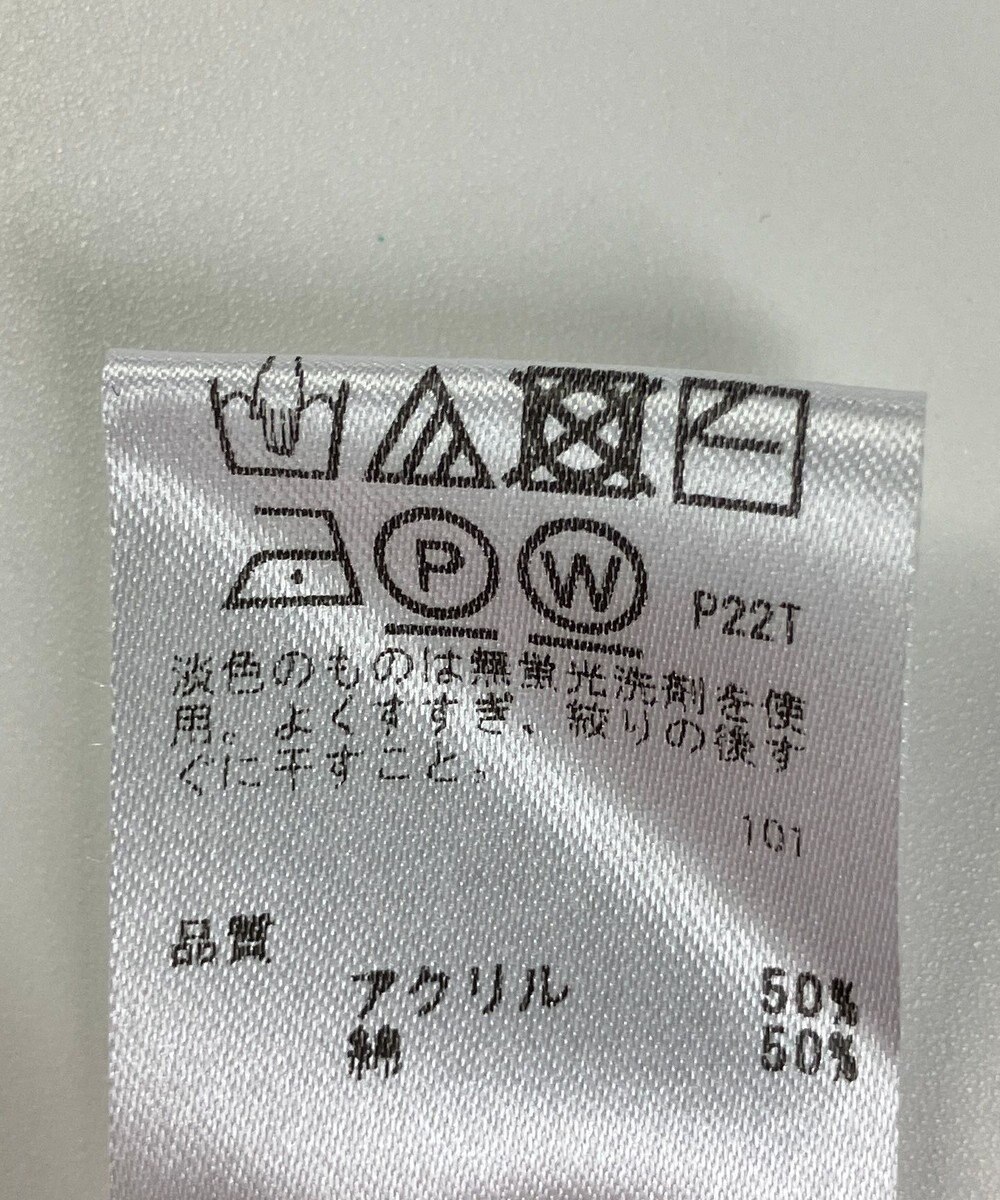 P W P22T
淡色のものは無蛍光洗剤を使
用。よくすすぎ、絞りの後す
ぐに干すこと。
101
品質
アクリル 50%
綿 50%